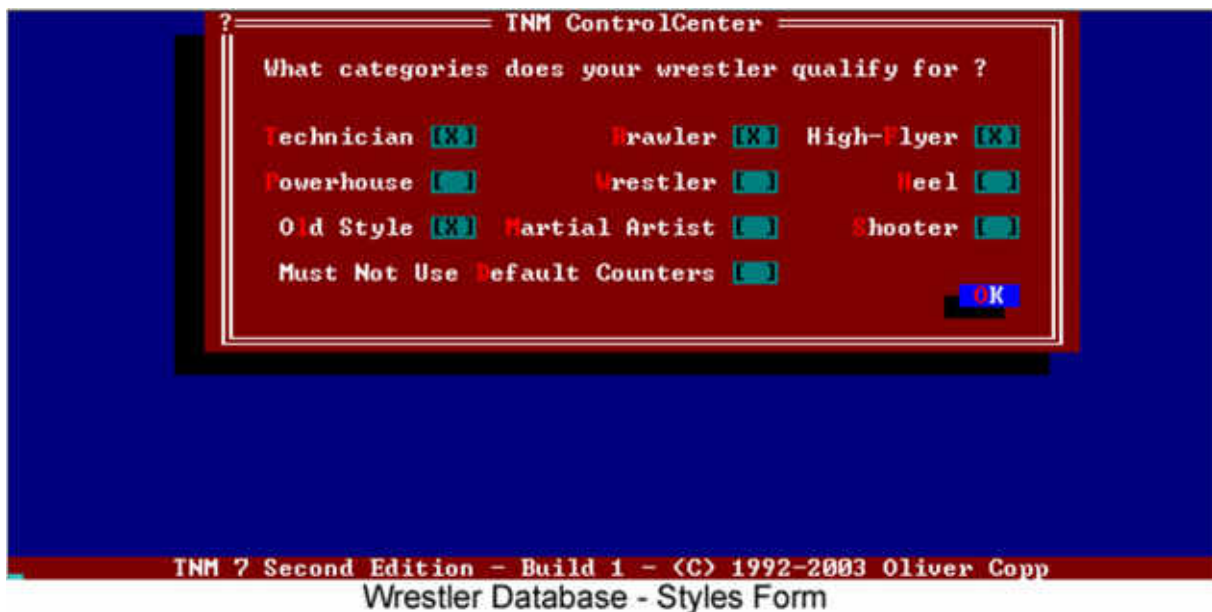 ? TNM ControlCenter
What categories does your wrestler qualify for ?
Technician [X] Brawler [X] High-Flyer [X]
Powerhouse [ ] Wrestler [ ] Heel [ ]
Old Style [X] Martial Artist [ ] Shooter [ ]
Must Not Use Default Counters [ ]
OK
TNM 7 Second Edition - Build 1 - (C) 1992-2003 Oliver Copp
Wrestler Database - Styles Form